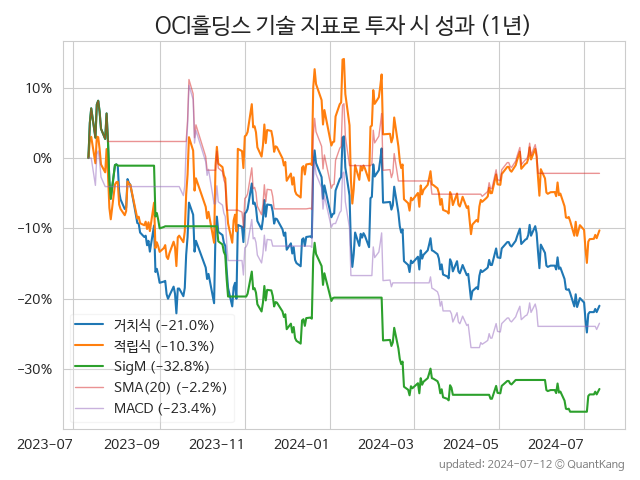 OCI홀딩스 기술 지표로 투자 시 성과 (1년)
10%
0%
−10%
−20%
−30%
거치식 (−21.0%)
적립식 (−10.3%)
SigM (−32.8%)
SMA(20) (−2.2%)
MACD (−23.4%)
2023-07 2023-09 2023-11 2024-01 2024-03 2024-05 2024-07
updated: 2024-07-12 © QuantKang